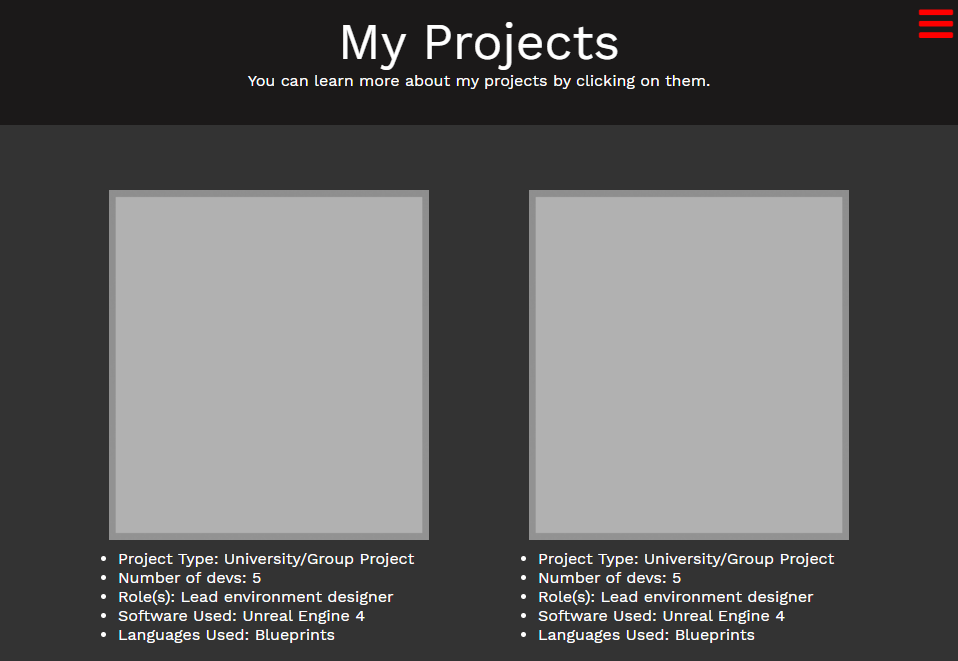 My Projects
You can learn more about my projects by clicking on them.
Project Type: University/Group Project
Number of devs: 5
Role(s): Lead environment designer
Software Used: Unreal Engine 4
Languages Used: Blueprints
Project Type: University/Group Project
Number of devs: 5
Role(s): Lead environment designer
Software Used: Unreal Engine 4
Languages Used: Blueprints